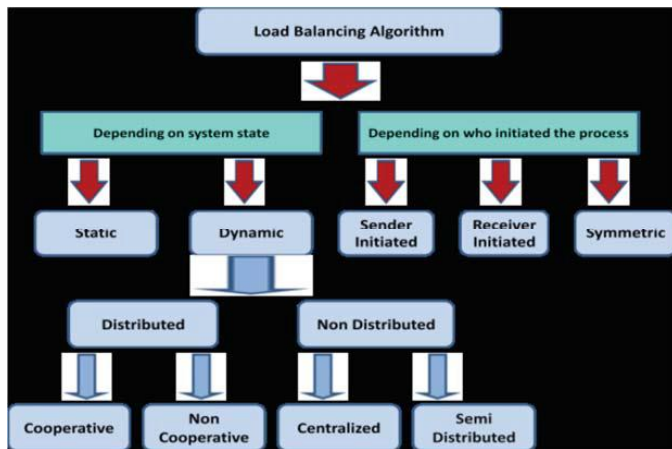 Load Balancing Algorithm
Depending on system state
Depending on who initiated the process
Static
Dynamic
Sender
Initiated
Receiver
Initiated
Symmetric
Distributed
Non Distributed
Cooperative
Non
Cooperative
Centralized
Semi
Distributed